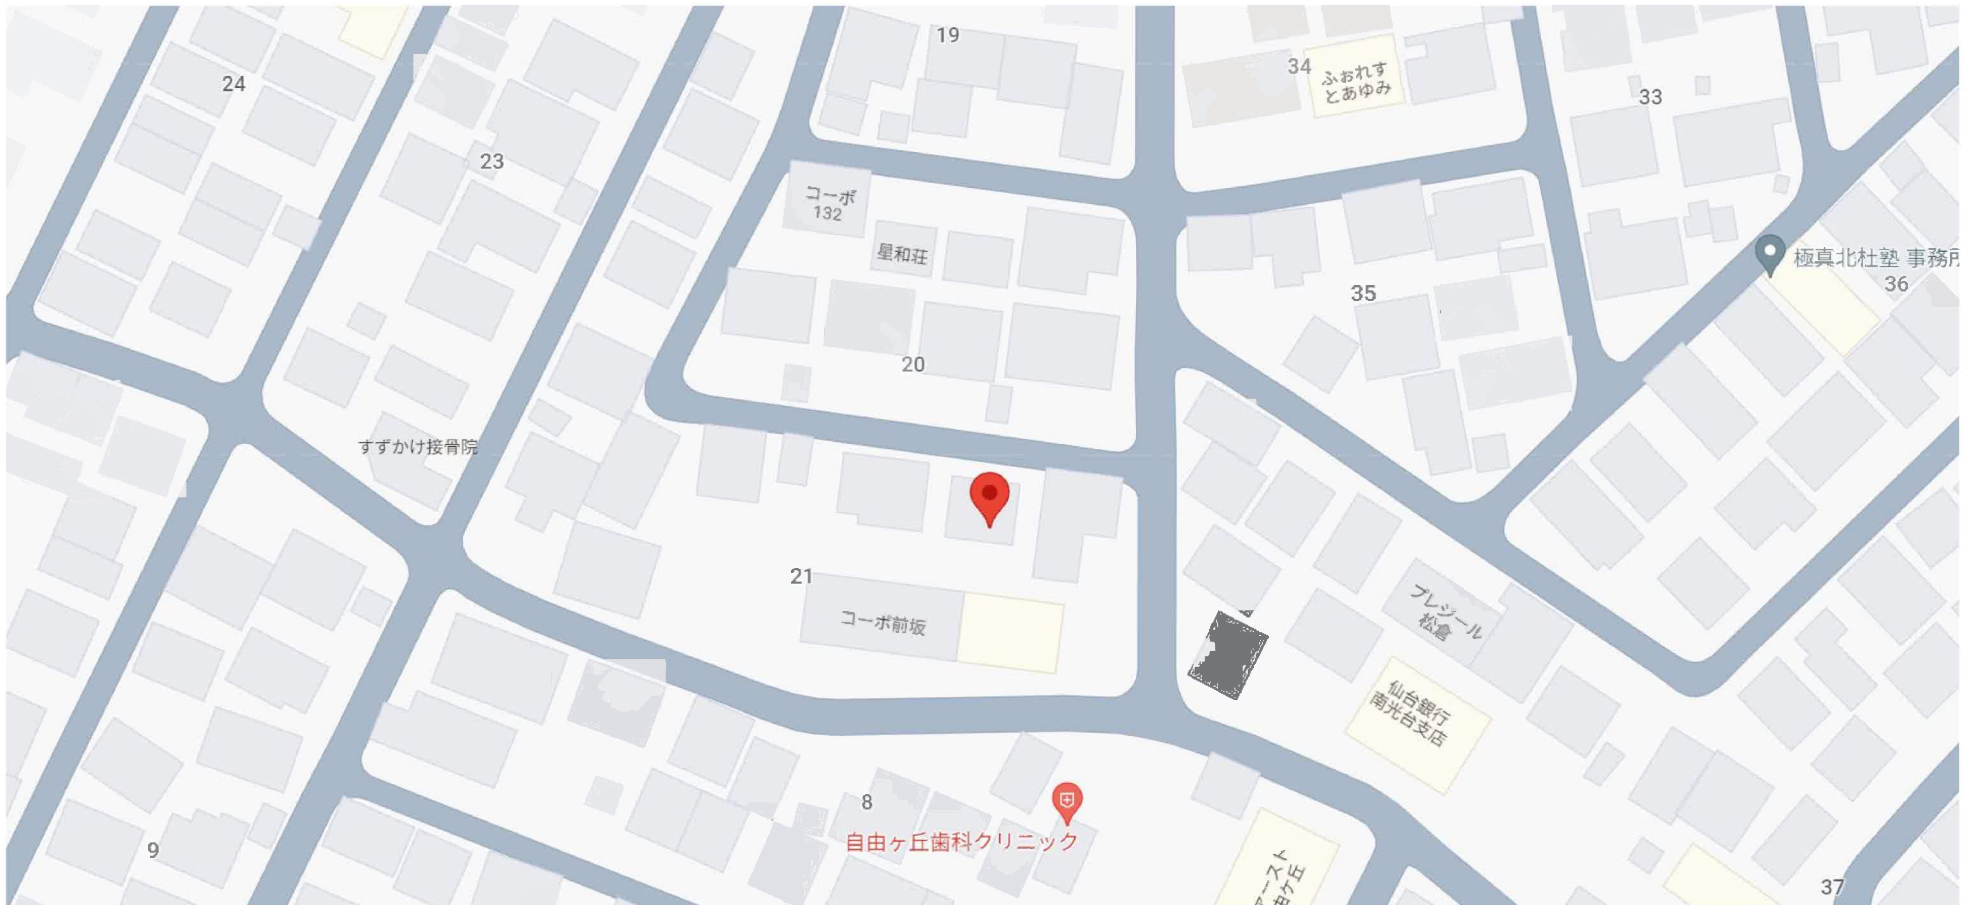 19
24
34
ふぉれす
とあゆみ
33
23
コーポ
132
星和荘
極真北杜塾 事務所
36
35
20
すずかけ接骨院
21
コーポ前坂
プレジール
松倉
仙台銀行
南光台支店
8
自由ヶ丘歯科クリニック
9
37